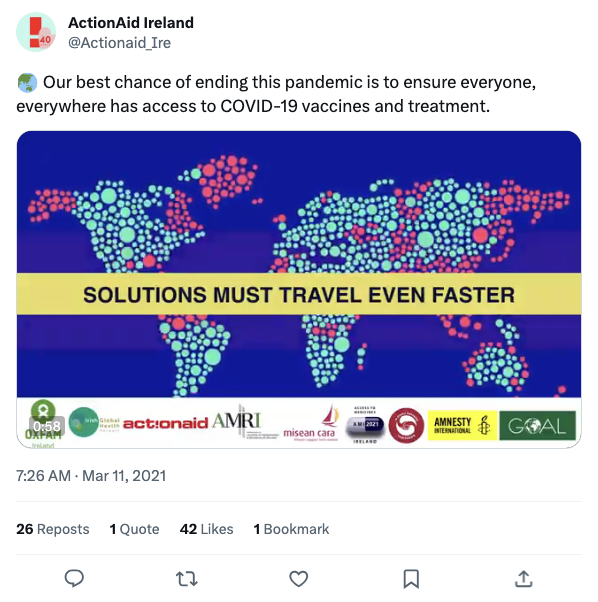 40
ActionAid Ireland
@Actionaid_Ire
🌏 Our best chance of ending this pandemic is to ensure everyone,
everywhere has access to COVID-19 vaccines and treatment.
SOLUTIONS MUST TRAVEL EVEN FASTER
0:58
OXFAM
Ireland
Irish Global
Health
act!onaid
AMRI
misean cara
ACCESS TO
MEDICINES
AMI 2021
IRELAND
AMNESTY
INTERNATIONAL
GOAL
7:26 AM · Mar 11, 2021
26 Reposts 1 Quote 42 Likes 1 Bookmark